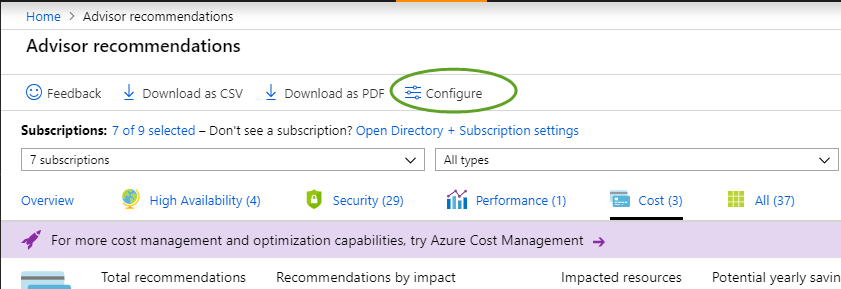 Home > Advisor recommendations
Advisor recommendations
Feedback Download as CSV Download as PDF Configure
Subscriptions: 7 of 9 selected – Don't see a subscription? Open Directory + Subscription settings
7 subscriptions All types
Overview High Availability (4) Security (29) Performance (1) Cost (3) All (37)
For more cost management and optimization capabilities, try Azure Cost Management →
Total recommendations Recommendations by impact Impacted resources Potential yearly savin